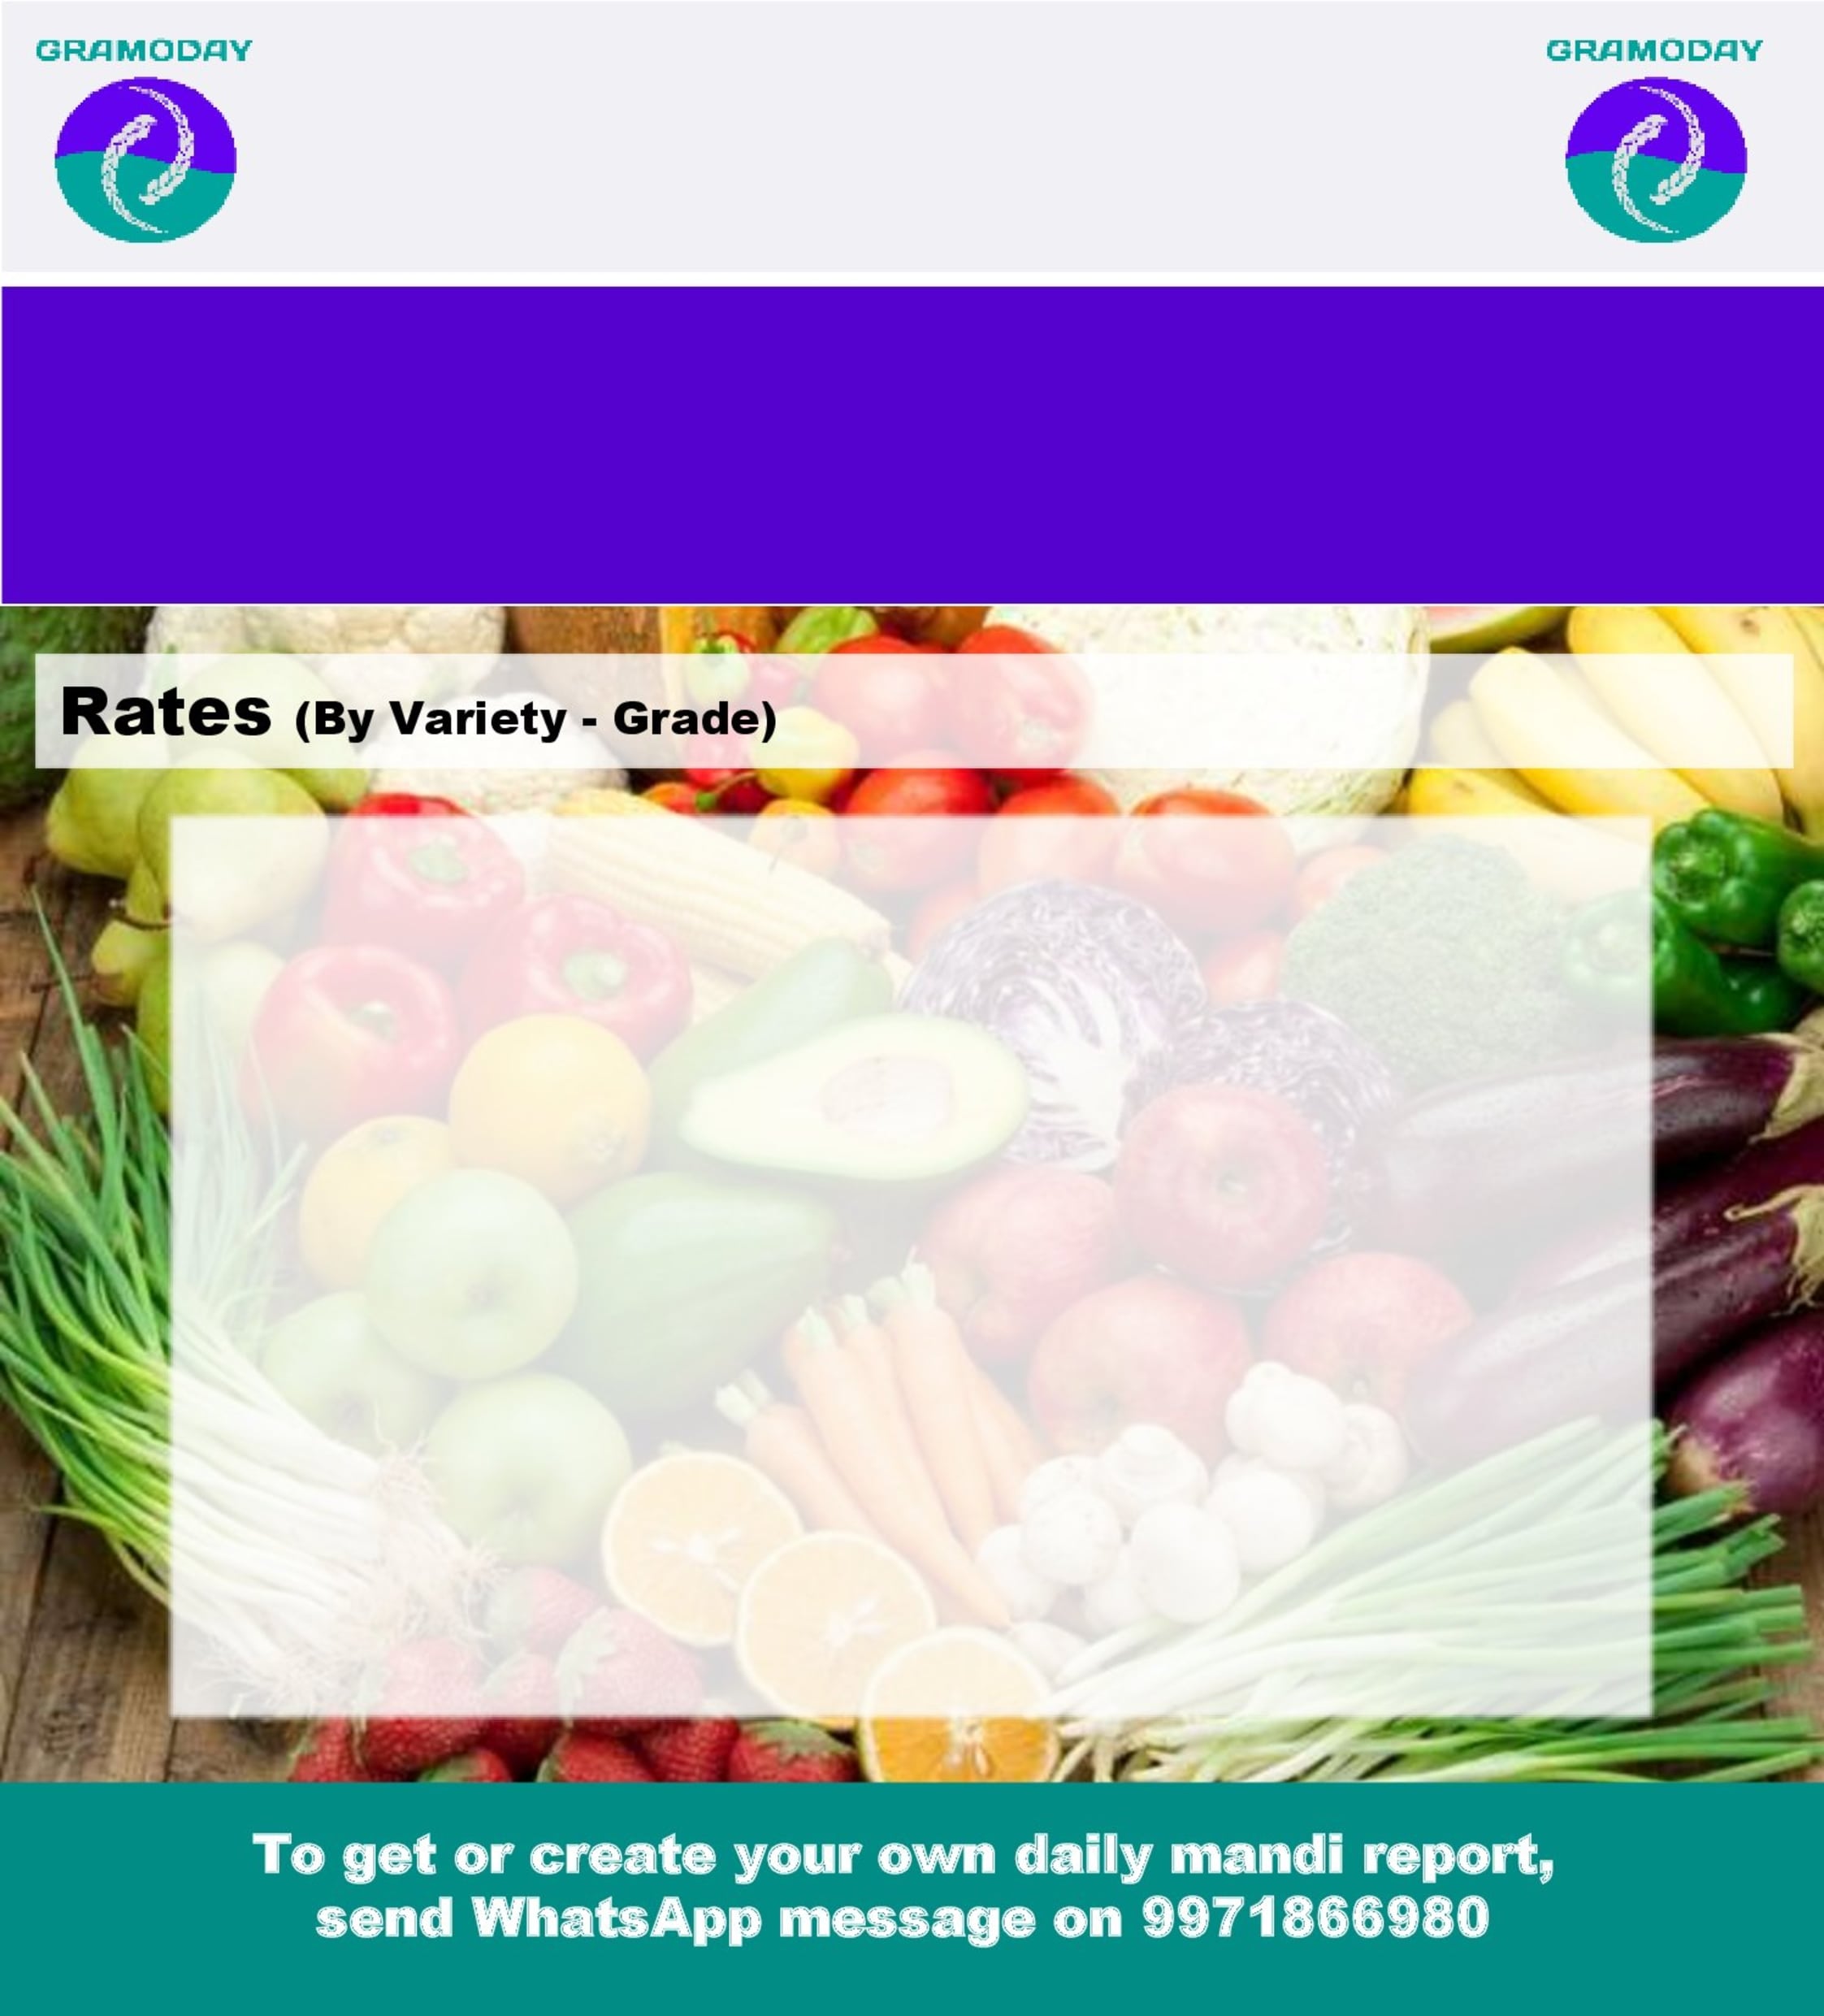 GRAMODAY GRAMODAY
Rates (By Variety - Grade)
To get or create your own daily mandi report,
send WhatsApp message on 9971866980